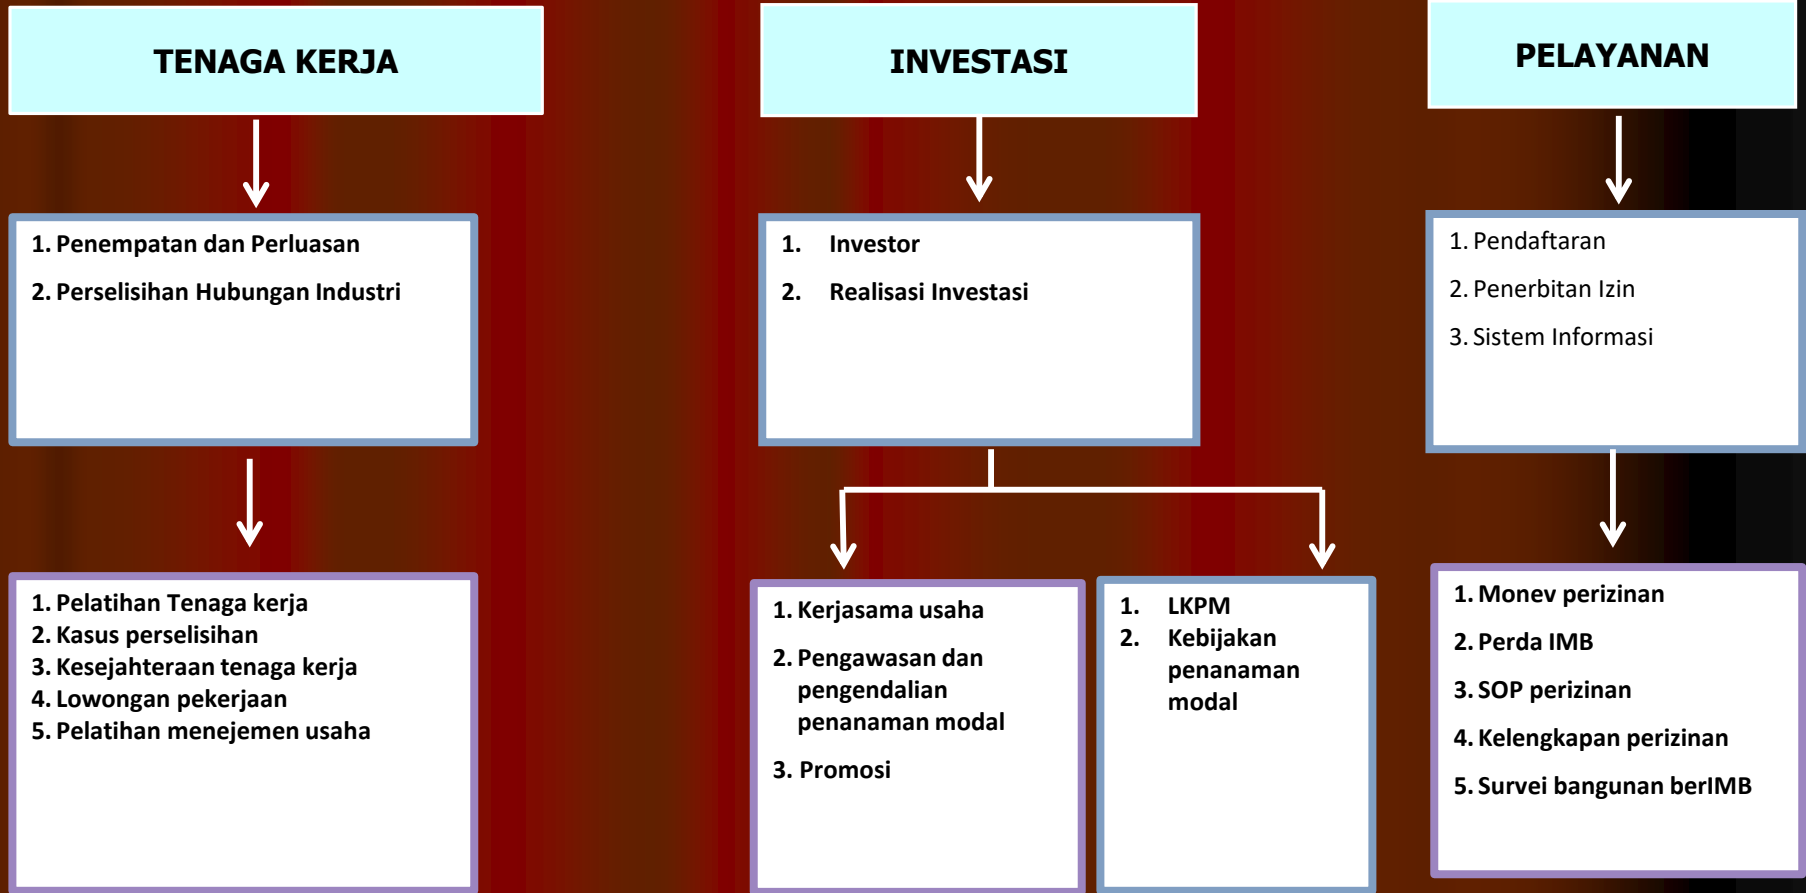 TENAGA KERJA
1. Penempatan dan Perluasan
2. Perselisihan Hubungan Industri
1. Pelatihan Tenaga kerja
2. Kasus perselisihan
3. Kesejahteraan tenaga kerja
4. Lowongan pekerjaan
5. Pelatihan menejemen usaha
INVESTASI
1. Investor
2. Realisasi Investasi
1. Kerjasama usaha
2. Pengawasan dan
pengendalian
penanaman modal
3. Promosi
1. LKPM
2. Kebijakan
penanaman
modal
PELAYANAN
1. Pendaftaran
2. Penerbitan Izin
3. Sistem Informasi
1. Monev perizinan
2. Perda IMB
3. SOP perizinan
4. Kelengkapan perizinan
5. Survei bangunan berIMB